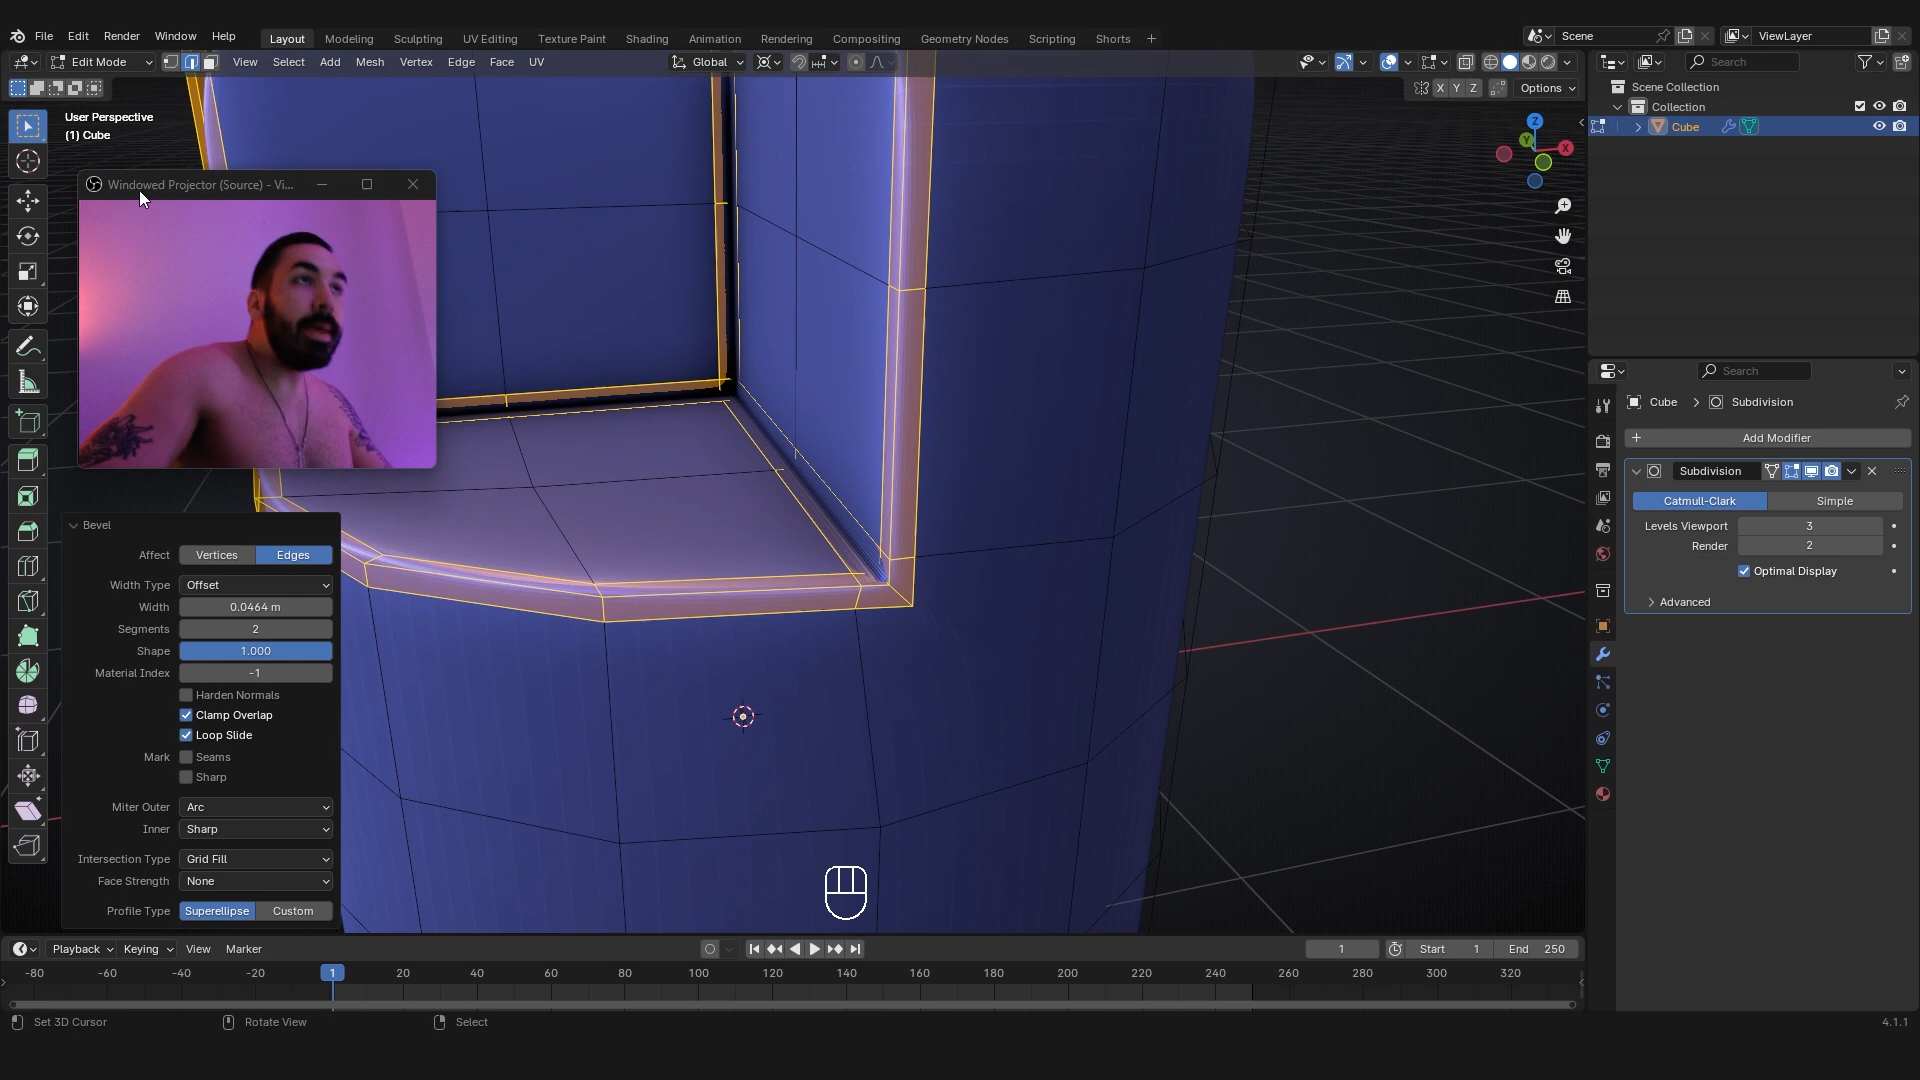 File Edit Render Window Help Layout Modeling Sculpting UV Editing Texture Paint Shading Animation Rendering Compositing Geometry Nodes Scripting Shorts + Scene ViewLayer
Edit Mode View Select Add Mesh Vertex Edge Face UV Global Search
X Y Z Options
Scene Collection
Collection
Cube
User Perspective
(1) Cube
Z
Y
X
Windowed Projector (Source) - Vi...
Search
Cube > Subdivision
+ Add Modifier
Subdivision
Catmull-Clark Simple
Levels Viewport 3
Render 2
Optimal Display
Advanced
Bevel
Affect Vertices Edges
Width Type Offset
Width 0.0464 m
Segments 2
Shape 1.000
Material Index -1
Harden Normals
Clamp Overlap
Loop Slide
Mark Seams
Sharp
Miter Outer Arc
Inner Sharp
Intersection Type Grid Fill
Face Strength None
Profile Type Superellipse Custom
Playback Keying View Marker 1 Start 1 End 250
-80 -60 -40 -20 1 20 40 60 80 100 120 140 160 180 200 220 240 260 280 300 320
Set 3D Cursor Rotate View Select 4.1.1